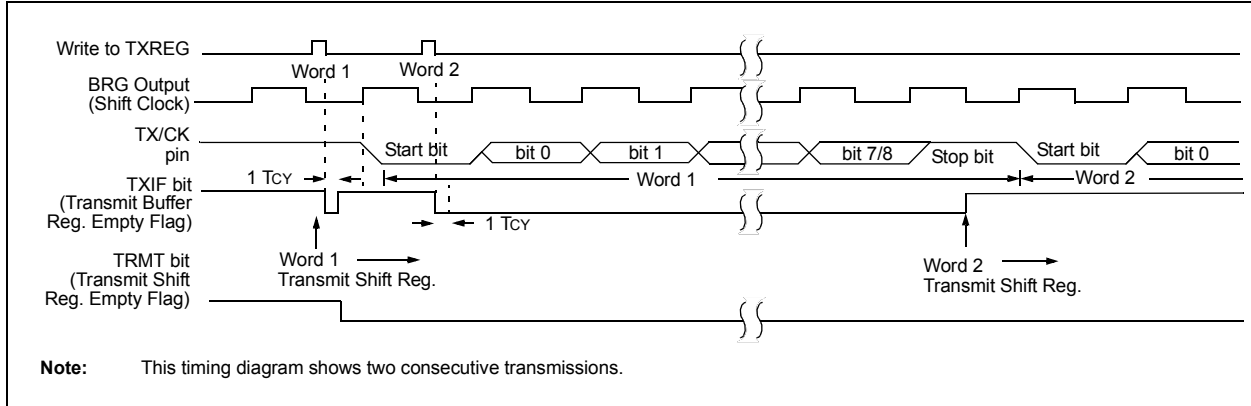 Write to TXREG
Word 1
Word 2
BRG Output
(Shift Clock)
TX/CK
pin
Start bit
bit 0
bit 1
bit 7/8
Stop bit
Start bit
bit 0
1 TCY
Word 1
Word 2
TXIF bit
(Transmit Buffer
Reg. Empty Flag)
1 TCY
Word 1
Transmit Shift Reg.
Word 2
Transmit Shift Reg.
TRMT bit
(Transmit Shift
Reg. Empty Flag)
Note: This timing diagram shows two consecutive transmissions.